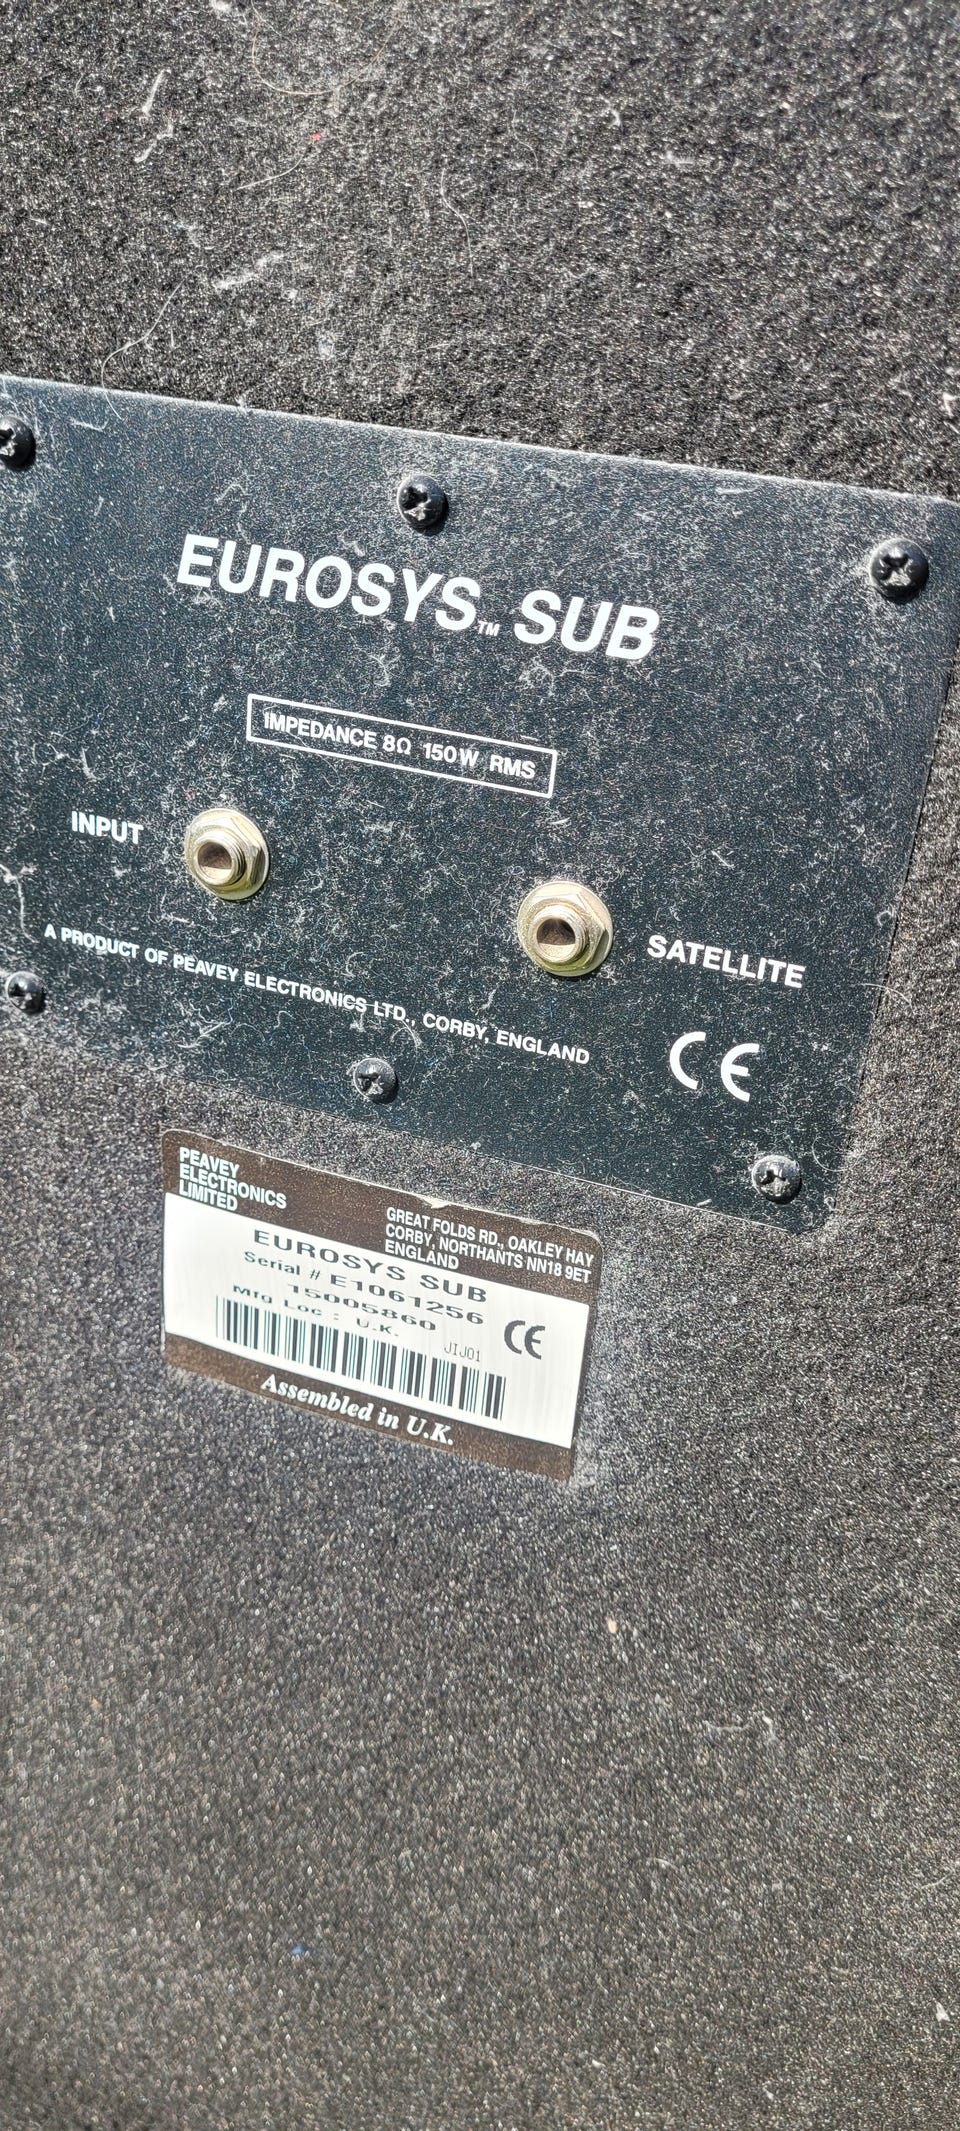 EUROSYS™ SUB
IMPEDANCE 8Ω 150W RMS
INPUT
SATELLITE
A PRODUCT OF PEAVEY ELECTRONICS LTD., CORBY, ENGLAND
CE
PEAVEY
ELECTRONICS
LIMITED
GREAT FOLDS RD., OAKLEY HAY
CORBY, NORTHANTS NN18 9ET
ENGLAND
EUROSYS SUB
Serial # E1061256
15005860
Mfg Loc : U.K.
JIJ01
CE
Assembled in U.K.